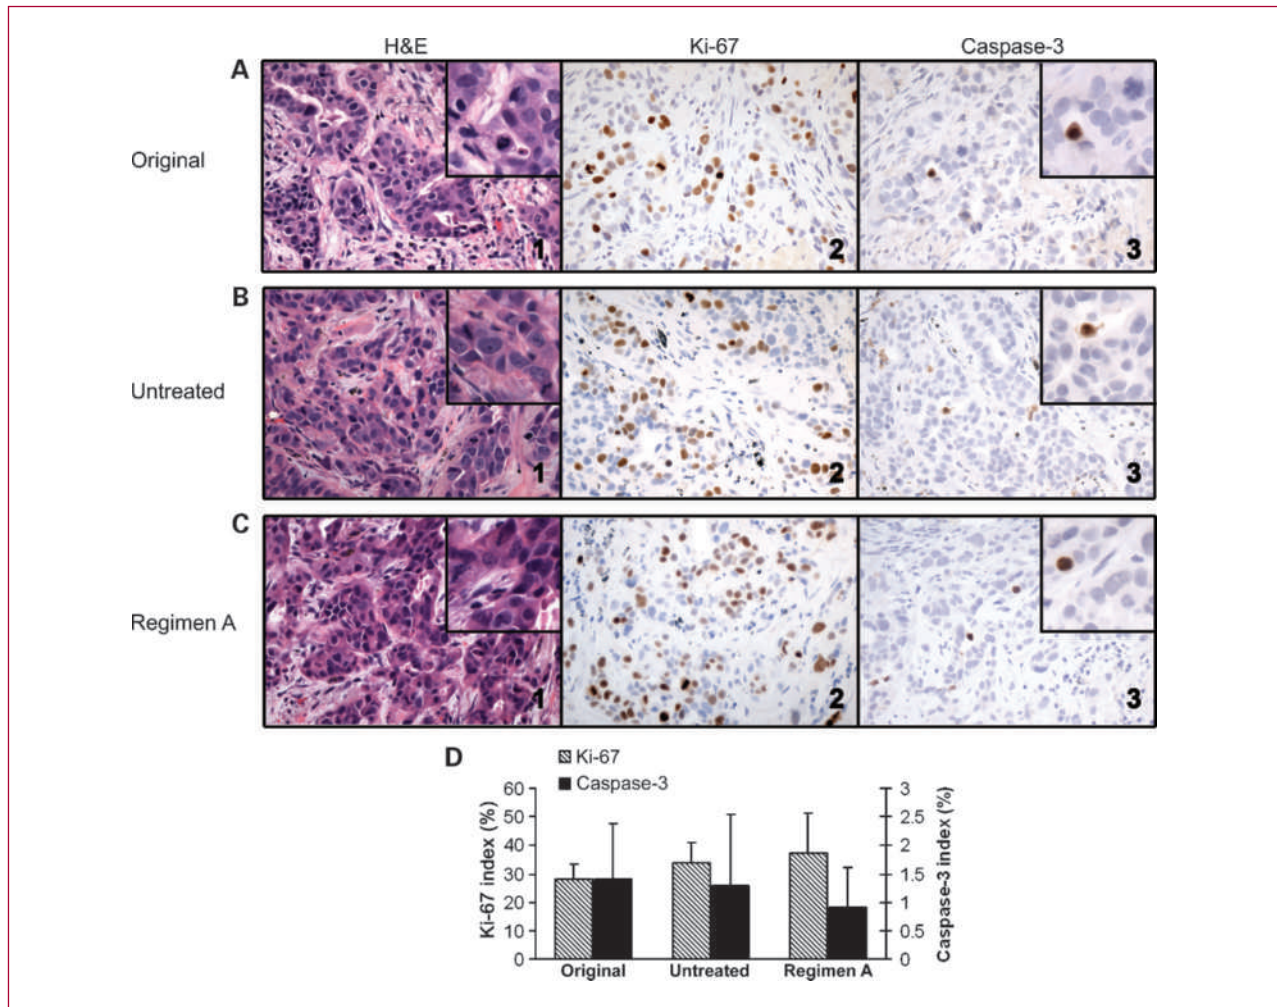 H&E Ki-67 Caspase-3
A
Original
1 2 3
B
Untreated
1 2 3
C
Regimen A
1 2 3
D
Ki-67
Caspase-3
Ki-67 index (%)
60
50
40
30
20
10
0
3
2.5
2
1.5
1
0.5
0
Caspase-3 index (%)
Original Untreated Regimen A